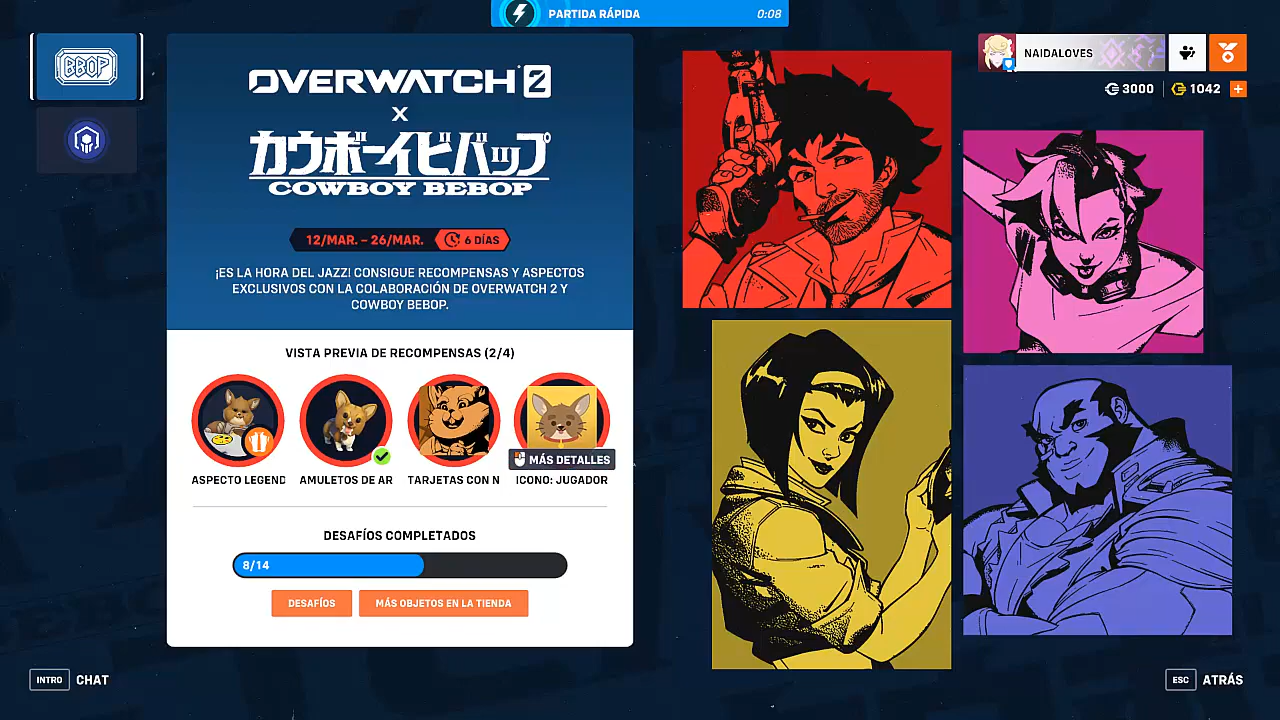 PARTIDA RÁPIDA
0:08
BBOP
NAIDALOVES
3000
1042
OVERWATCH 2
X
カウボーイビバップ
COWBOY BEBOP
12/MAR. – 26/MAR.
6 DÍAS
¡ES LA HORA DEL JAZZ! CONSIGUE RECOMPENSAS Y ASPECTOS
EXCLUSIVOS CON LA COLABORACIÓN DE OVERWATCH 2 Y
COWBOY BEBOP.
VISTA PREVIA DE RECOMPENSAS (2/4)
MÁS DETALLES
ASPECTO LEGEND
AMULETOS DE AR
TARJETAS CON N
ICONO: JUGADOR
DESAFÍOS COMPLETADOS
8/14
DESAFÍOS
MÁS OBJETOS EN LA TIENDA
INTRO
CHAT
ESC
ATRÁS